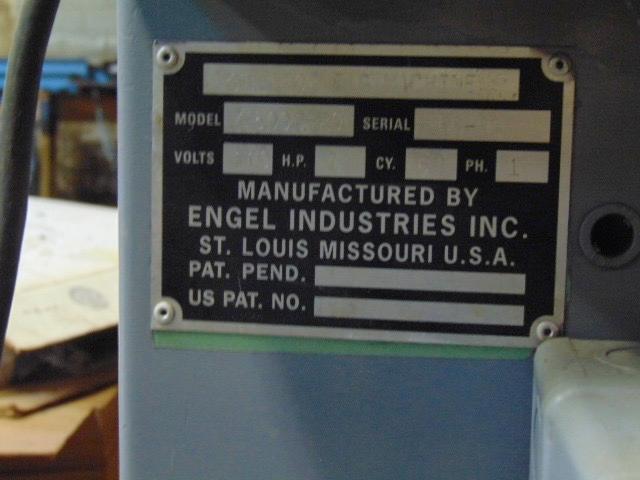 MACHINE
MODEL SERIAL
VOLTS H.P. CY. PH. 1
MANUFACTURED BY
ENGEL INDUSTRIES INC.
ST. LOUIS MISSOURI U.S.A.
PAT. PEND.
US PAT. NO.